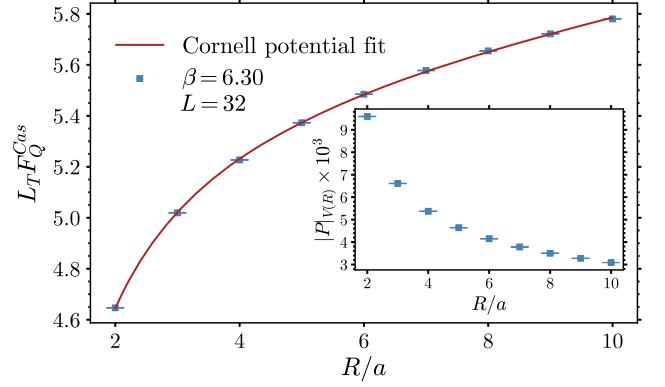 5.8
5.6
5.4
5.2
5.0
4.8
4.6
L_T F_Q^{Cas}
Cornell potential fit
β = 6.30
L = 32
9
8
7
6
5
4
3
|P|_{V(R)} × 10^3
2 4 6 8 10
R/a
2 4 6 8 10
R/a